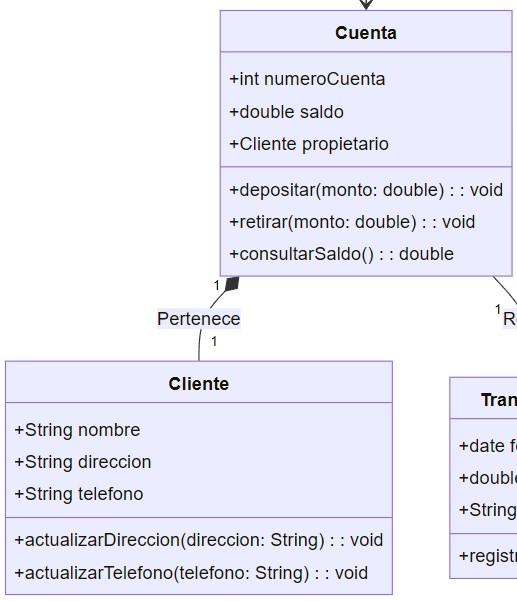 Cuenta
+int numeroCuenta
+double saldo
+Cliente propietario
+depositar(monto: double) : : void
+retirar(monto: double) : : void
+consultarSaldo() : : double
1
Pertenece
1
1
Cliente
+String nombre
+String direccion
+String telefono
+actualizarDireccion(direccion: String) : : void
+actualizarTelefono(telefono: String) : : void
+date
+double
+String